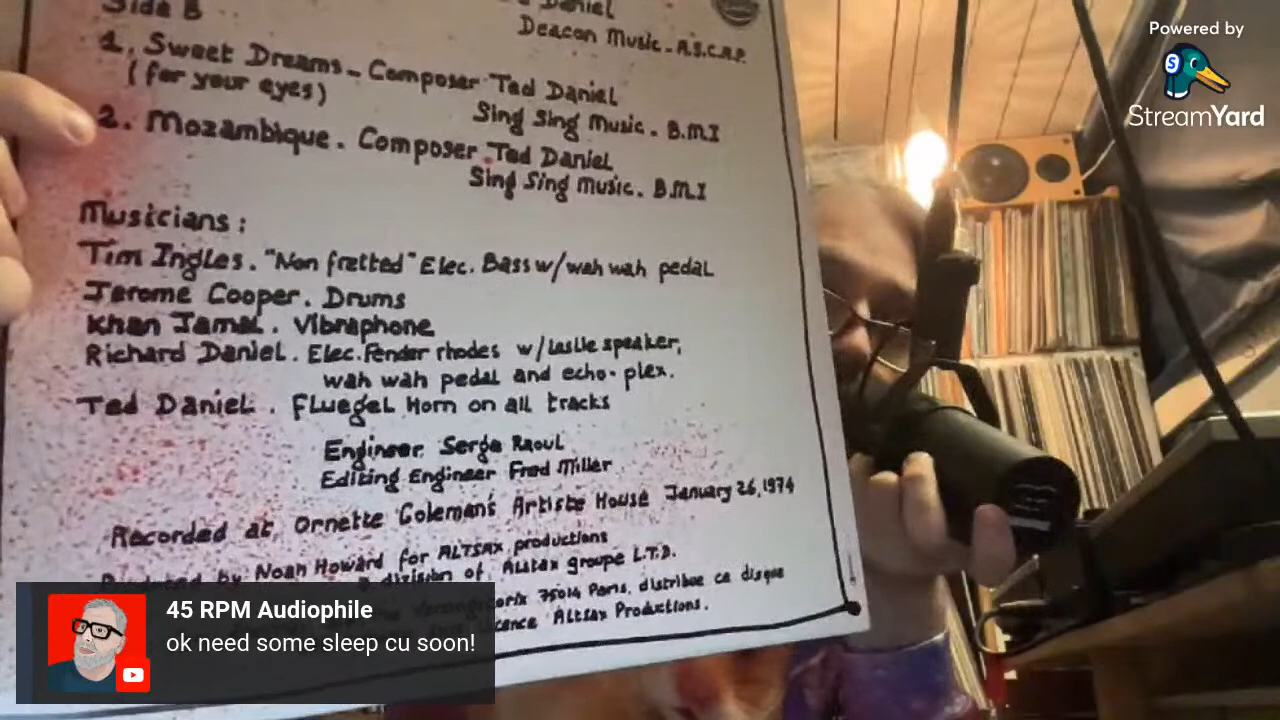 Side B
Daniel
Deacon Music. A.S.C.A.P.
1. Sweet Dreams - Composer Ted Daniel
(for your eyes)
Sing Sing Music. B.M.I
2. Mozambique. Composer Ted Daniel
Sing Sing Music. B.M.I
Musicians:
Tim Ingles. "Non fretted" Elec. Bass w/wah wah pedal
Jerome Cooper. Drums
Khan Jamal. Vibraphone
Richard Daniel. Elec. Fender rhodes w/leslie speaker,
wah wah pedal and echo-plex.
Ted Daniel. Fluegel Horn on all tracks
Engineer Serge Raoul
Editing Engineer Fred Miller
Recorded at Ornette Coleman's Artiste House January 26, 1974
by Noah Howard for ALTSAX productions
division of Altsax groupe L.T.D.
75014 Paris, distribue ce disque
Licence Altsax Productions.
45 RPM Audiophile
ok need some sleep cu soon!
Powered by
StreamYard